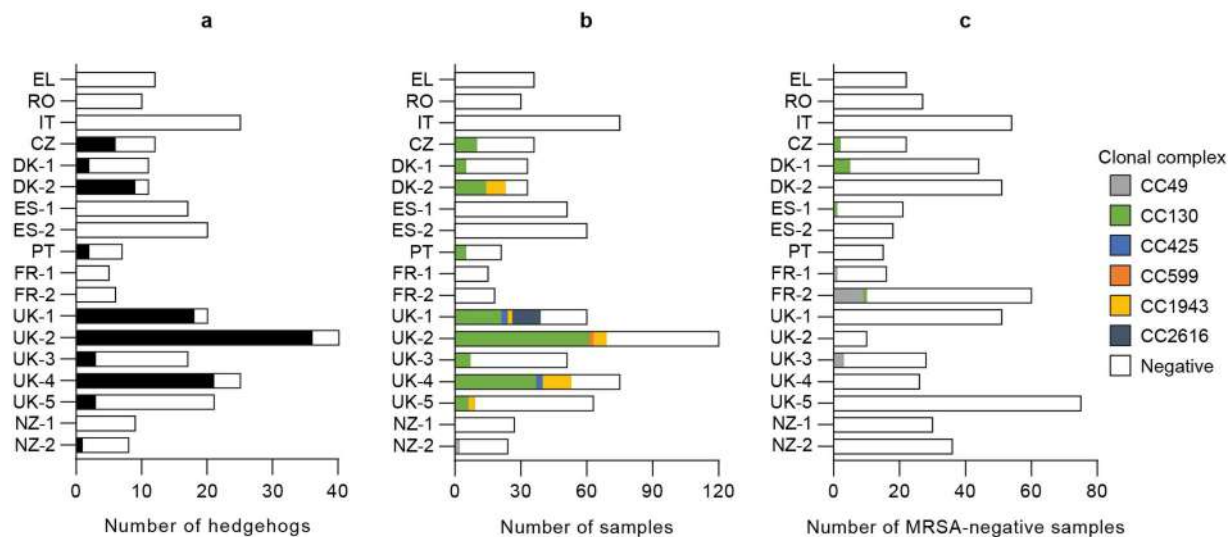 a
b
c
EL
RO
IT
CZ
DK-1
DK-2
ES-1
ES-2
PT
FR-1
FR-2
UK-1
UK-2
UK-3
UK-4
UK-5
NZ-1
NZ-2
0 10 20 30 40
Number of hedgehogs
EL
RO
IT
CZ
DK-1
DK-2
ES-1
ES-2
PT
FR-1
FR-2
UK-1
UK-2
UK-3
UK-4
UK-5
NZ-1
NZ-2
0 30 60 90 120
Number of samples
EL
RO
IT
CZ
DK-1
DK-2
ES-1
ES-2
PT
FR-1
FR-2
UK-1
UK-2
UK-3
UK-4
UK-5
NZ-1
NZ-2
0 20 40 60 80
Number of MRSA-negative samples
Clonal complex
CC49
CC130
CC425
CC599
CC1943
CC2616
Negative